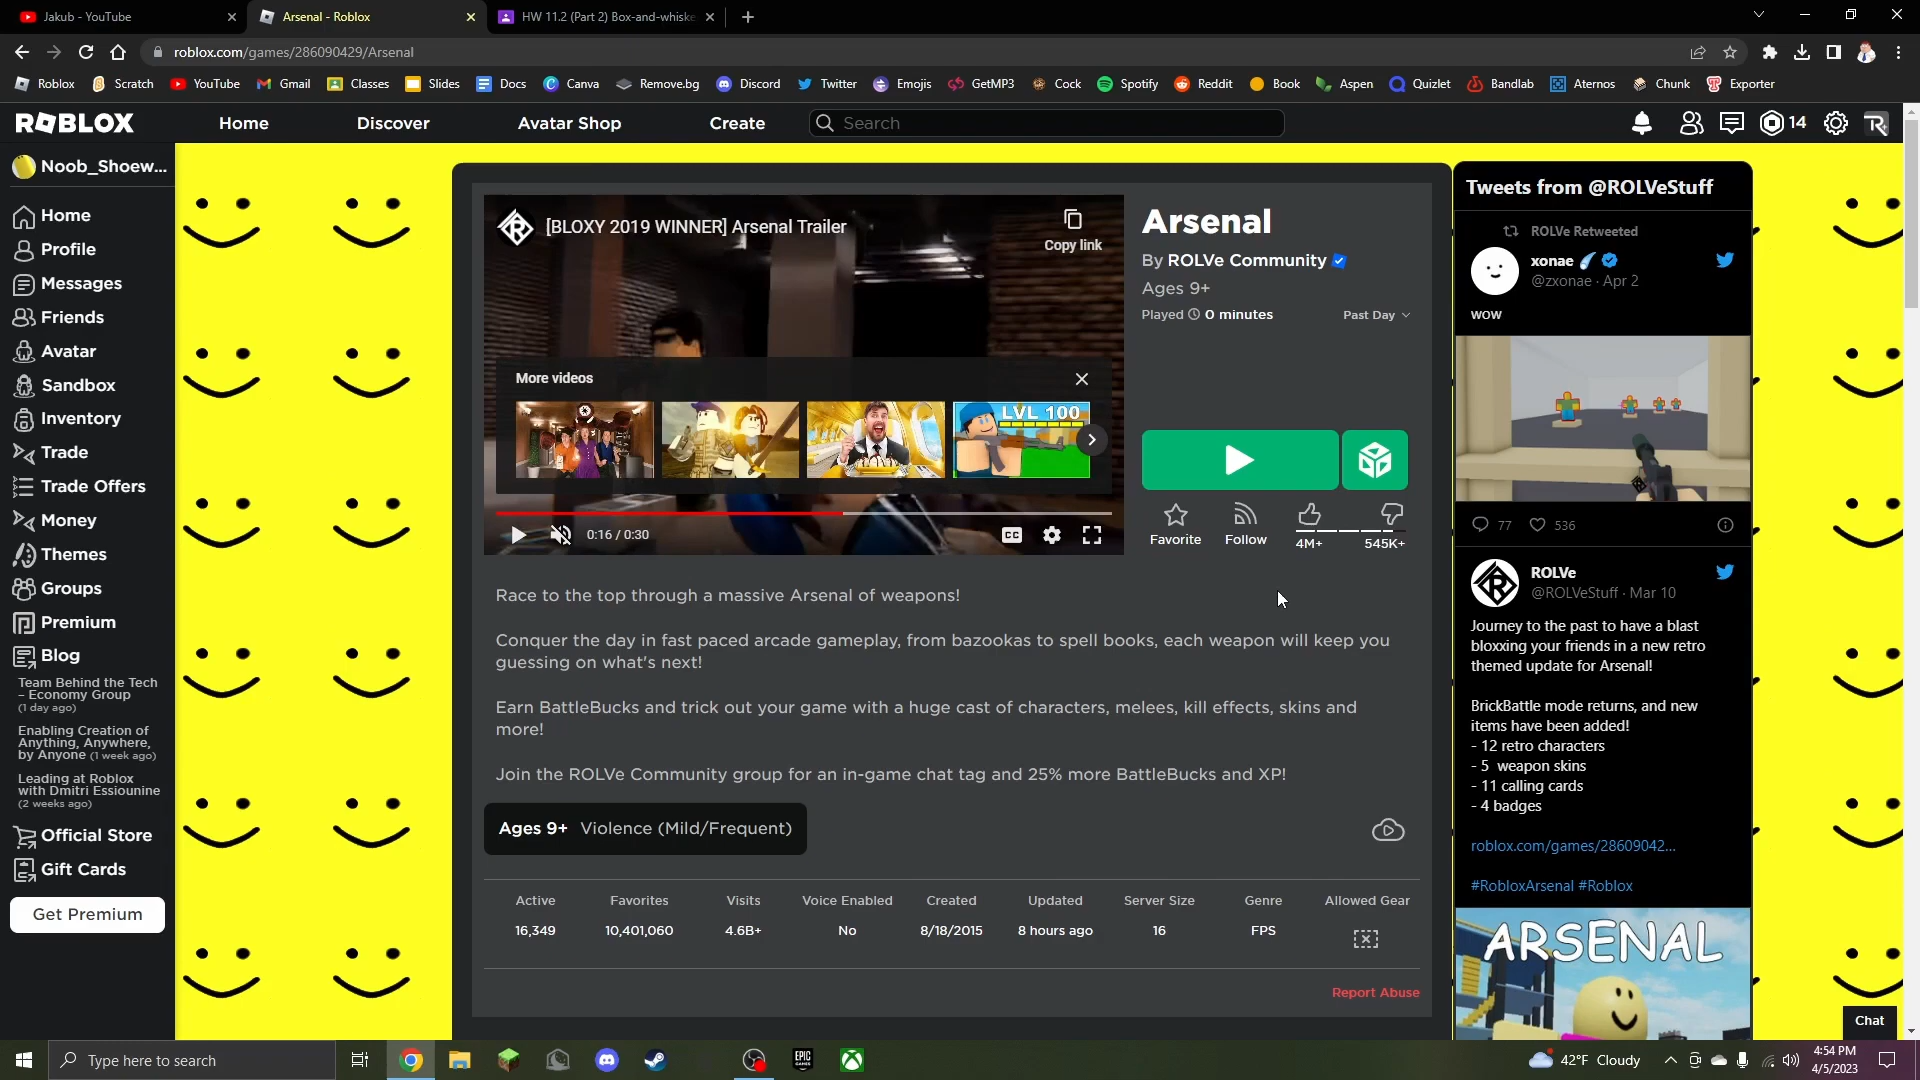 Jakub - YouTube
Arsenal - Roblox
HW 11.2 (Part 2) Box-and-whiske
roblox.com/games/286090429/Arsenal
Roblox Scratch YouTube Gmail Classes Slides Docs Canva Remove.bg Discord Twitter Emojis GetMP3 Cock Spotify Reddit Book Aspen Quizlet Bandlab Aternos Chunk Exporter
ROBLOX Home Discover Avatar Shop Create Search 14
Noob_Shoew...
Home
Profile
Messages
Friends
Avatar
Sandbox
Inventory
Trade
Trade Offers
Money
Themes
Groups
Premium
Blog
Team Behind the Tech
– Economy Group
(1 day ago)
Enabling Creation of
Anything, Anywhere,
by Anyone (1 week ago)
Leading at Roblox
with Dmitri Essiounine
(2 weeks ago)
Official Store
Gift Cards
Get Premium
[BLOXY 2019 WINNER] Arsenal Trailer
Copy link
More videos
LVL 100
0:16 / 0:30
CC
Arsenal
By ROLVe Community
Ages 9+
Played 0 minutes
Past Day
Favorite
Follow
4M+
545K+
Race to the top through a massive Arsenal of weapons!
Conquer the day in fast paced arcade gameplay, from bazookas to spell books, each weapon will keep you
guessing on what's next!
Earn BattleBucks and trick out your game with a huge cast of characters, melees, kill effects, skins and
more!
Join the ROLVe Community group for an in-game chat tag and 25% more BattleBucks and XP!
Ages 9+ Violence (Mild/Frequent)
Active Favorites Visits Voice Enabled Created Updated Server Size Genre Allowed Gear
16,349 10,401,060 4.6B+ No 8/18/2015 8 hours ago 16 FPS
Report Abuse
Tweets from @ROLVeStuff
ROLVe Retweeted
xonae
@zxonae · Apr 2
wow
77 536
ROLVe
@ROLVeStuff · Mar 10
Journey to the past to have a blast
bloxxing your friends in a new retro
themed update for Arsenal!
BrickBattle mode returns, and new
items have been added!
- 12 retro characters
- 5 weapon skins
- 11 calling cards
- 4 badges
roblox.com/games/28609042...
#RobloxArsenal #Roblox
ARSENAL
Chat
Type here to search
EPIC
GAMES
42°F Cloudy
4:54 PM
4/5/2023